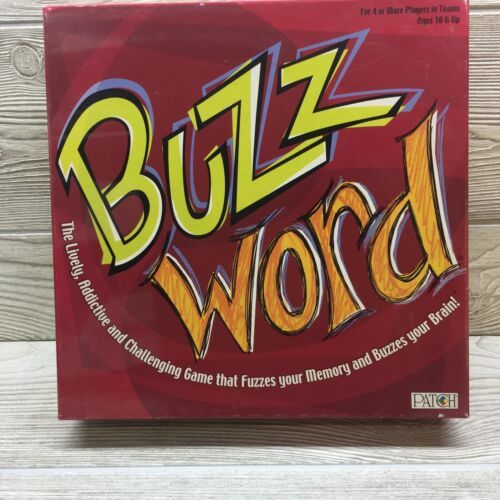 For 4 or More Players in Teams
Ages 10 & Up
BUZZ
WORD
The Lively, Addictive and Challenging Game that Fuzzes your Memory and Buzzes your Brain!
PATCH